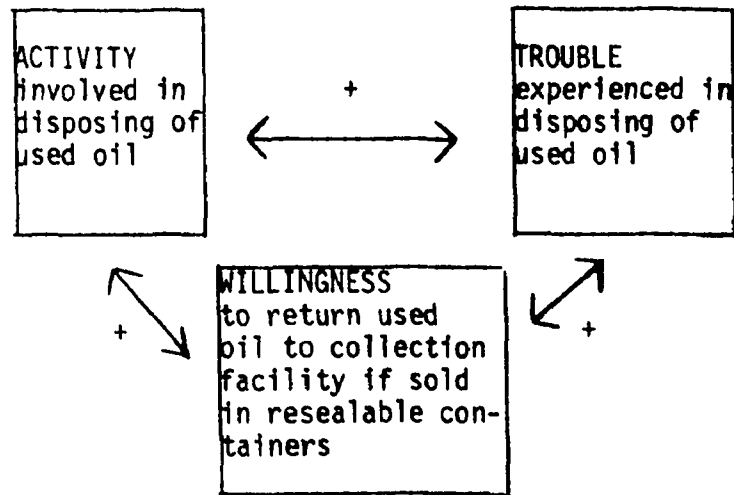 ACTIVITY
involved in
disposing of
used oil
+
TROUBLE
experienced in
disposing of
used oil
+
WILLINGNESS
to return used
oil to collection
facility if sold
in resealable con-
tainers
+